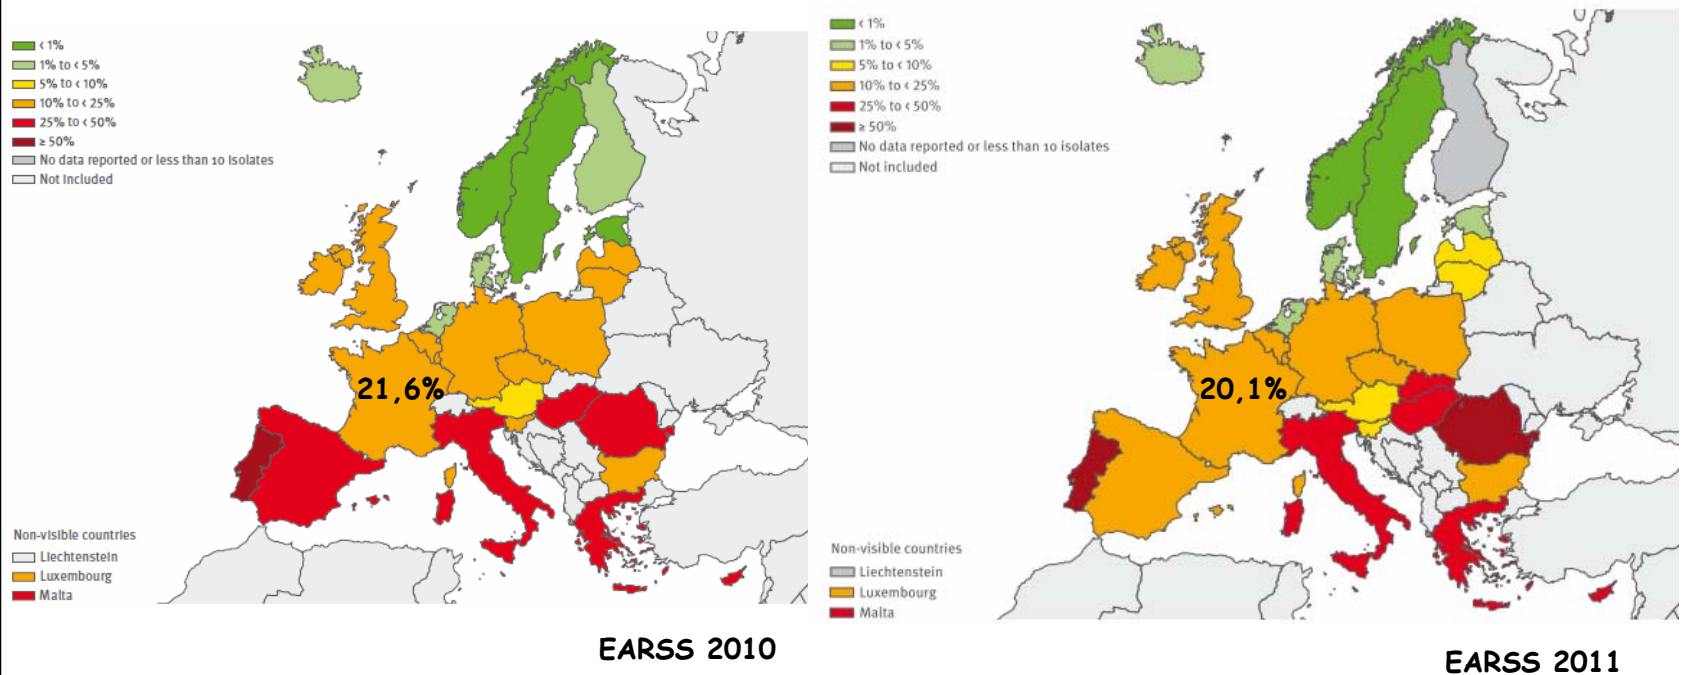 < 1%
1% to < 5%
5% to < 10%
10% to < 25%
25% to < 50%
≥ 50%
No data reported or less than 10 isolates
Not included
21,6%
Non-visible countries
Liechtenstein
Luxembourg
Malta
EARSS 2010
< 1%
1% to < 5%
5% to < 10%
10% to < 25%
25% to < 50%
≥ 50%
No data reported or less than 10 isolates
Not included
20,1%
Non-visible countries
Liechtenstein
Luxembourg
Malta
EARSS 2011